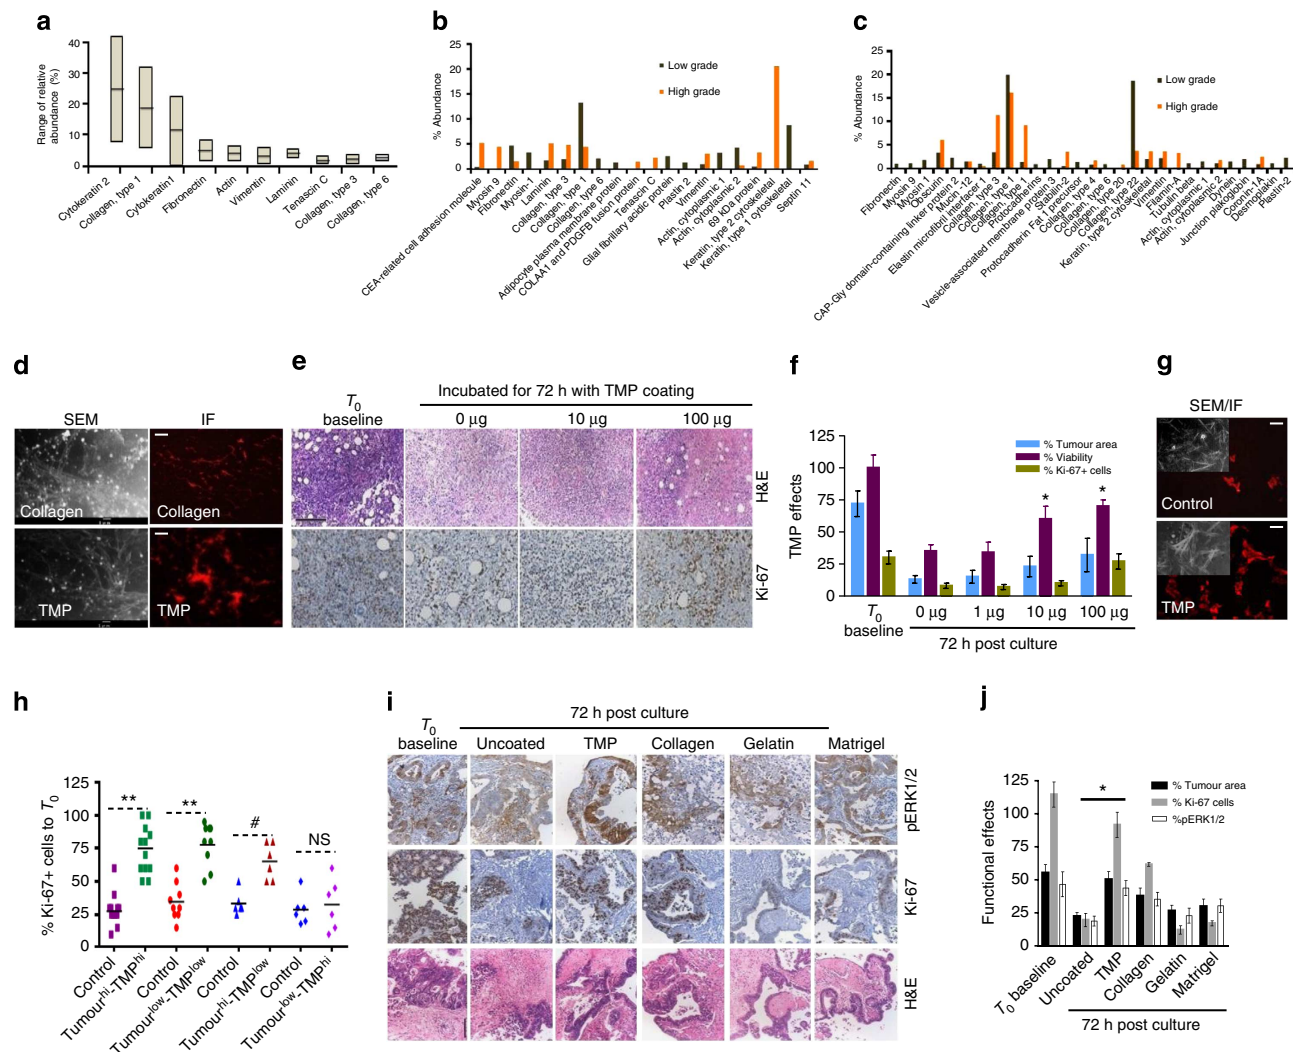 a
Range of relative
abundance (%)
40
30
20
10
0
Cytokeratin 2
Collagen, type 1
Cytokeratin1
Fibronectin
Actin
Vimentin
Laminin
Tenascin C
Collagen, type 3
Collagen, type 6
b
% Abundance
25
20
15
10
5
0
Low grade
High grade
CEA-related cell adhesion molecule
Myosin 9
Fibronectin
Myosin-1
Laminin
Collagen, type 3
Collagen, type 1
Collagen, type 6
Adipocyte plasma membrane protein
COLAA1 and PDGFB fusion protein
Tenascin C
Glial fibrillary acidic protein
Plastin 2
Vimentin
Actin, cytoplasmic 1
Actin, cytoplasmic 2
69 kDa protein
Keratin, type 2 cytoskeletal
Keratin, type 1 cytoskeletal
Septin 11
c
% Abundance
25
20
15
10
5
0
Low grade
High grade
Fibronectin
Myosin 9
Myosin 1
Obscurin
CAP-Gly domain-containing linker protein 2
Mucin -12
Elastin microfibril interfacer 1
Collagen, type 3
Collagen, type 1
Collagen, type
Protocadherins
Vesicle-associated membrane protein 3
Stabilin-2
Protocadherin Fat 1 precursor
Collagen, type 4
Collagen, type 6
Collagen, type 20
Collagen, type 22
Keratin, type 2 cytoskeletal
Vimentin
Filamin-A
Tubulin beta
Actin, cytoplasmic 1
Actin, cytoplasmic 2
Dynein
Junction plakoglobin
Coronin-1A
Desmoplakin
Plastin-2
d
SEM
IF
Collagen
Collagen
TMP
TMP
e
T0
baseline
Incubated for 72 h with TMP coating
0 µg
10 µg
100 µg
H&E
Ki-67
f
TMP effects
125
100
75
50
25
0
% Tumour area
% Viability
% Ki-67+ cells
*
*
T0
baseline
0 µg
1 µg
10 µg
100 µg
72 h post culture
g
SEM/IF
Control
TMP
h
% Ki-67+ cells to T0
125
100
75
50
25
0
**
**
#
NS
Control
Tumourhi-TMPhi
Control
Tumourlow-TMPlow
Control
Tumourhi-TMPlow
Control
Tumourlow-TMPhi
i
T0
baseline
72 h post culture
Uncoated
TMP
Collagen
Gelatin
Matrigel
pERK1/2
Ki-67
H&E
j
Functional effects
125
100
75
50
25
0
% Tumour area
% Ki-67 cells
%pERK1/2
*
T0 baseline
Uncoated
TMP
Collagen
Gelatin
Matrigel
72 h post culture